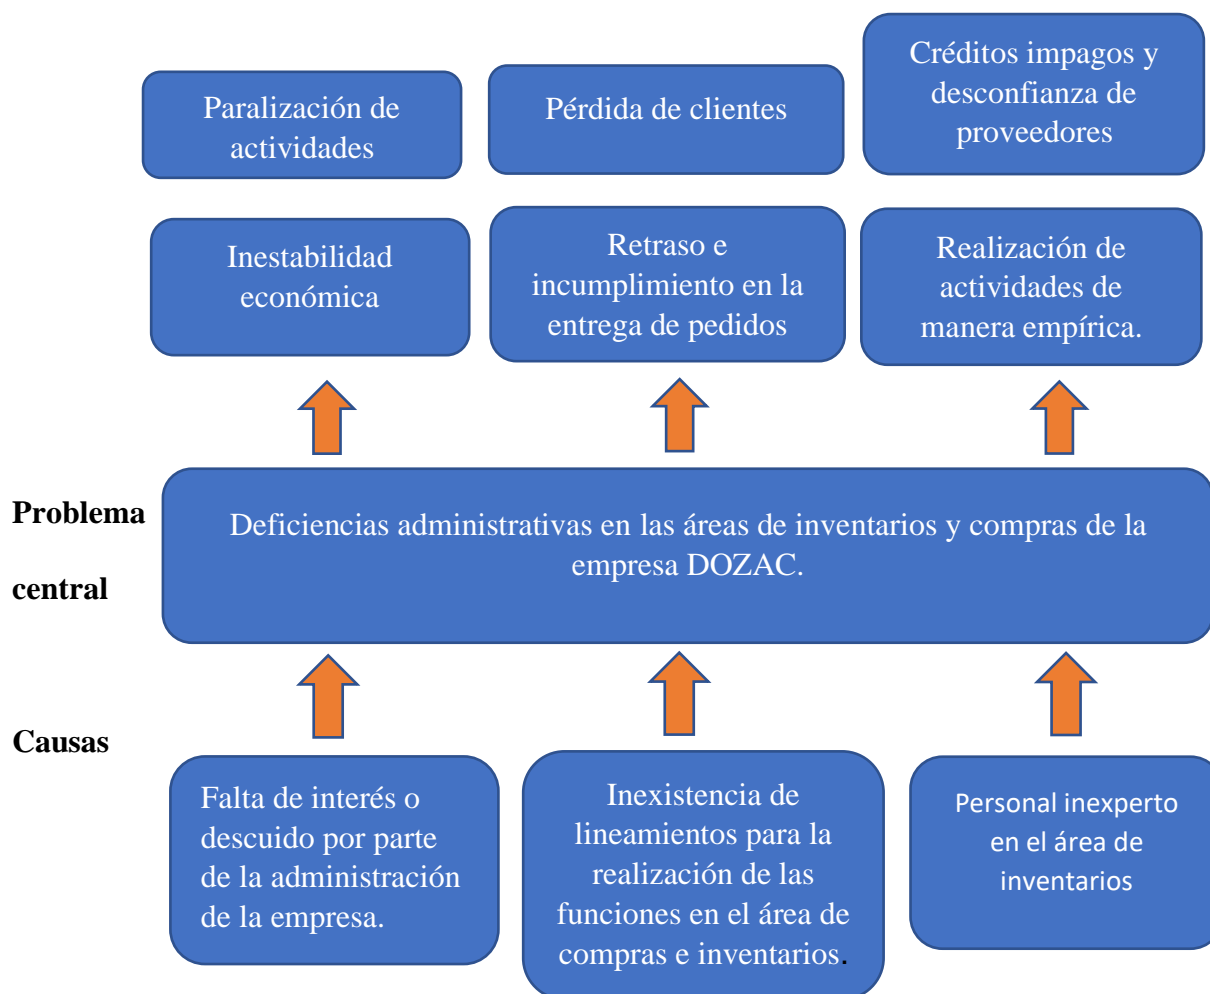 Paralización de
actividades
Pérdida de clientes
Créditos impagos y
desconfianza de
proveedores
Inestabilidad
económica
Retraso e
incumplimiento en la
entrega de pedidos
Realización de
actividades de
manera empírica.
Problema
central
Deficiencias administrativas en las áreas de inventarios y compras de la
empresa DOZAC.
Causas
Falta de interés o
descuido por parte
de la administración
de la empresa.
Inexistencia de
lineamientos para la
realización de las
funciones en el área de
compras e inventarios.
Personal inexperto
en el área de
inventarios